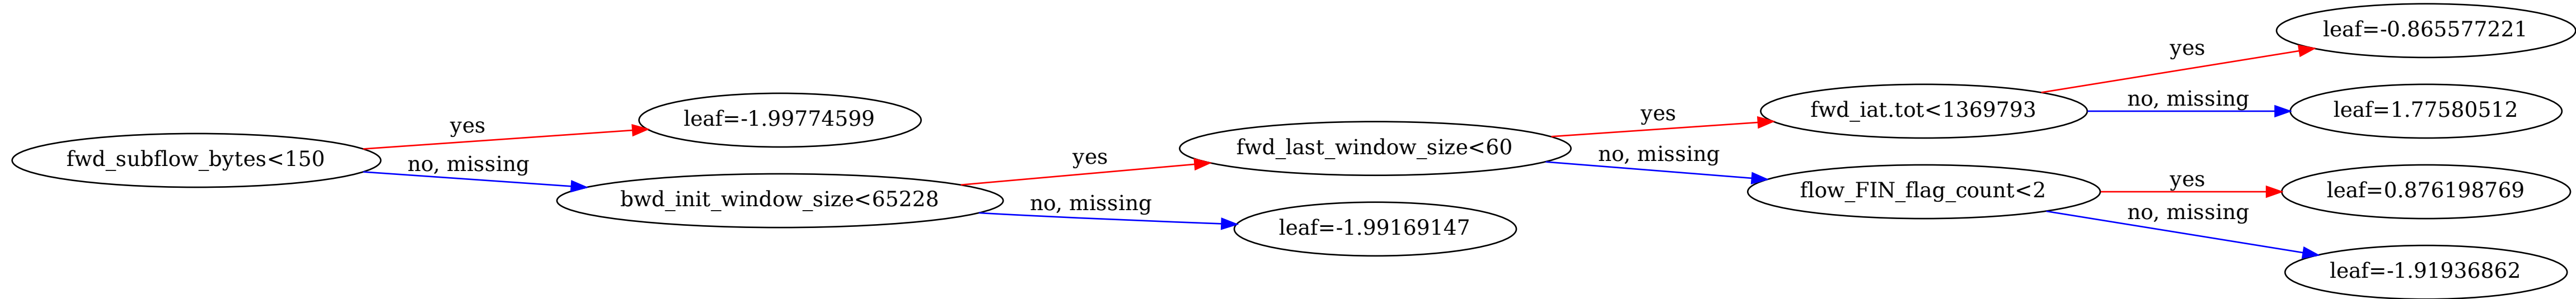 fwd_subflow_bytes<150
yes
no, missing
leaf=-1.99774599
bwd_init_window_size<65228
yes
no, missing
fwd_last_window_size<60
leaf=-1.99169147
yes
no, missing
fwd_iat.tot<1369793
flow_FIN_flag_count<2
yes
no, missing
yes
no, missing
leaf=-0.865577221
leaf=1.77580512
leaf=0.876198769
leaf=-1.91936862